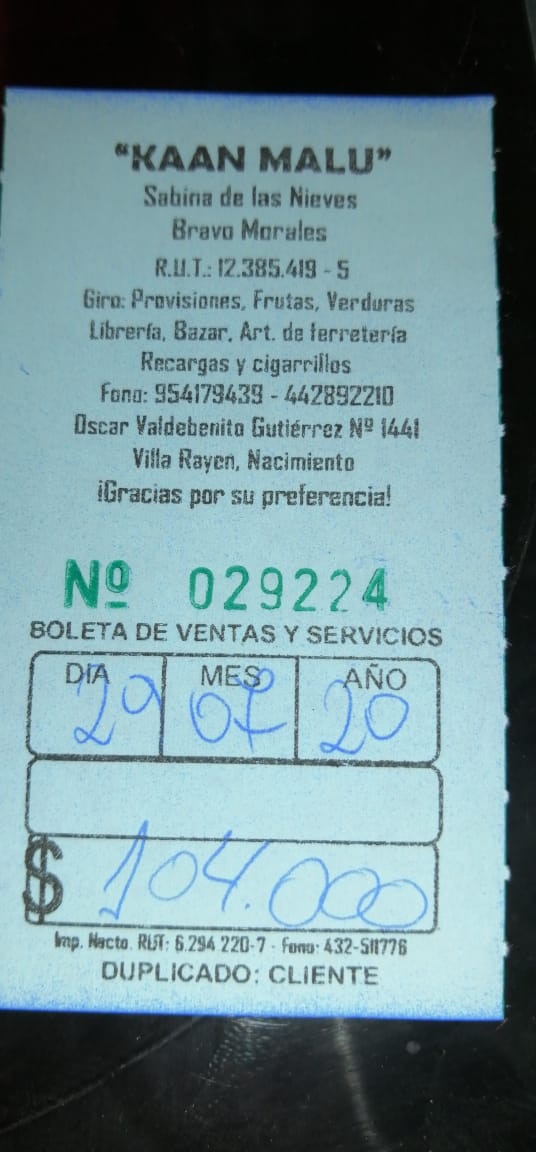 "KAAN MALU"
Sabina de las Nieves
Bravo Morales
R.U.T.: 12.385.419 - 5
Giro: Provisiones, Frutas, Verduras
Librería, Bazar, Art. de ferretería
Recargas y cigarrillos
Fono: 954179439 - 442892210
Oscar Valdebenito Gutiérrez Nº 1441
Villa Rayen, Nacimiento
¡Gracias por su preferencia!
Nº 029224
BOLETA DE VENTAS Y SERVICIOS
DIA MES AÑO
29 07 20
$ 104.000
Imp. Nacto. RUT: 6.294 220-7 - Fono: 432-511776
DUPLICADO: CLIENTE